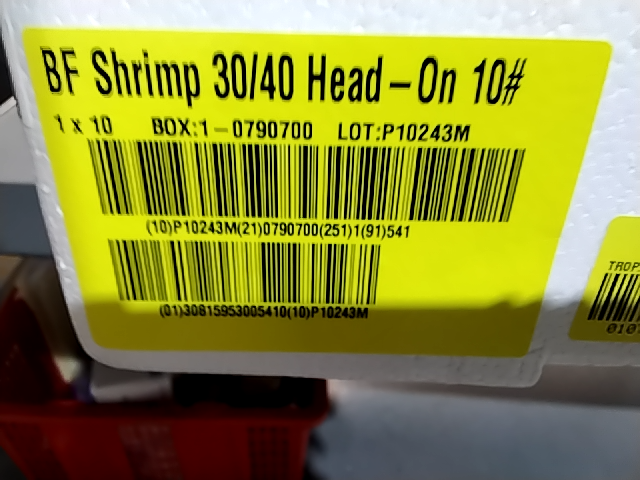 BF Shrimp 30/40 Head-On 10#
1 x 10 BOX:1-0790700 LOT:P10243M
(10)P10243M(21)0790700(251)1(91)541
(01)30815953005410(10)P10243M